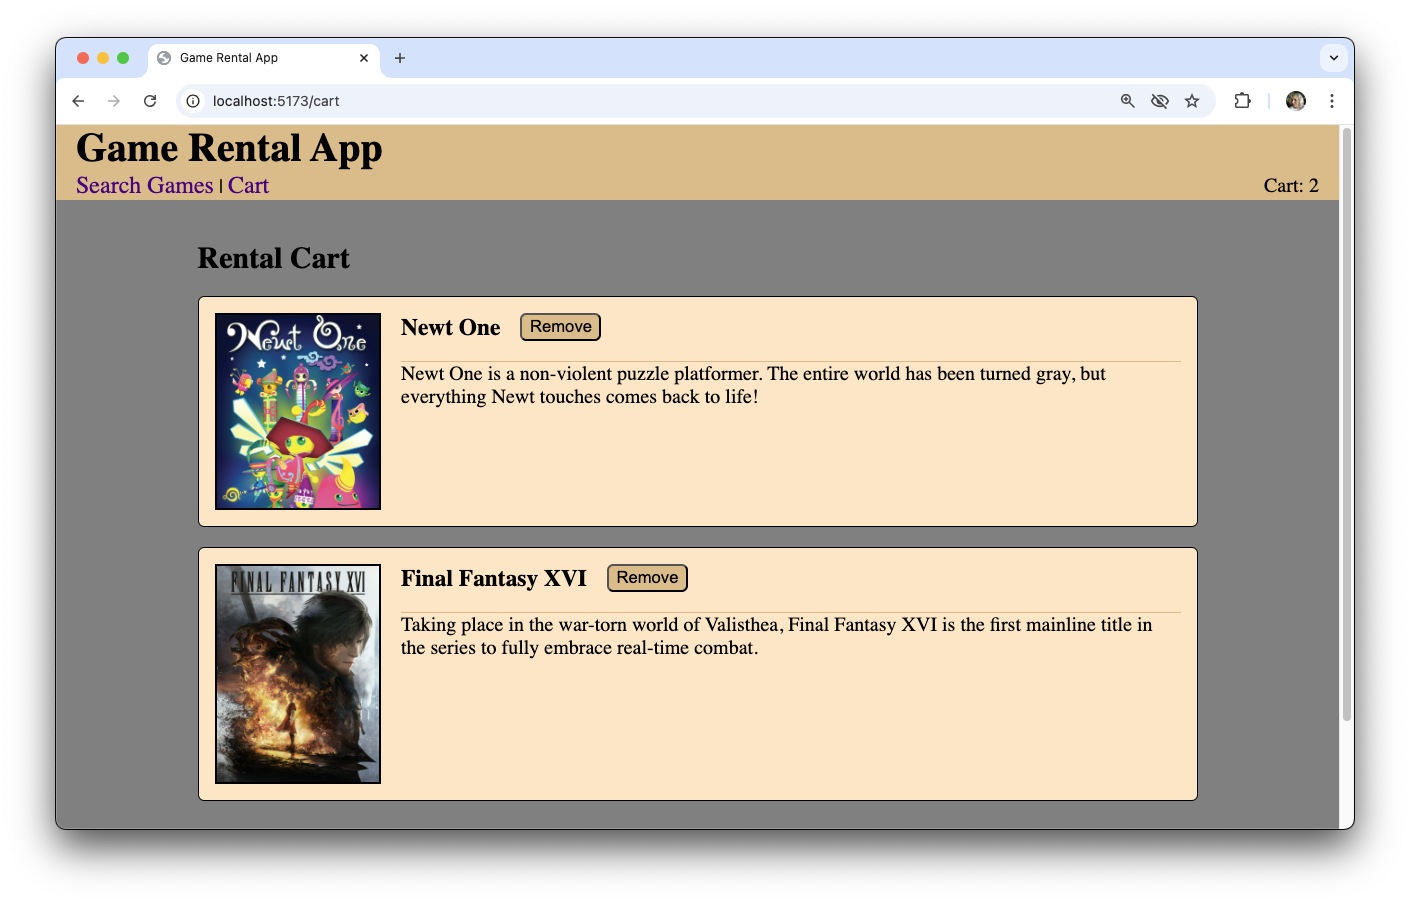 Game Rental App
localhost:5173/cart
Game Rental App
Search Games | Cart
Cart: 2
Rental Cart
Newt One
Newt One
Remove
Newt One is a non-violent puzzle platformer. The entire world has been turned gray, but
everything Newt touches comes back to life!
FINAL FANTASY XVI
Final Fantasy XVI
Remove
Taking place in the war-torn world of Valisthea, Final Fantasy XVI is the first mainline title in
the series to fully embrace real-time combat.